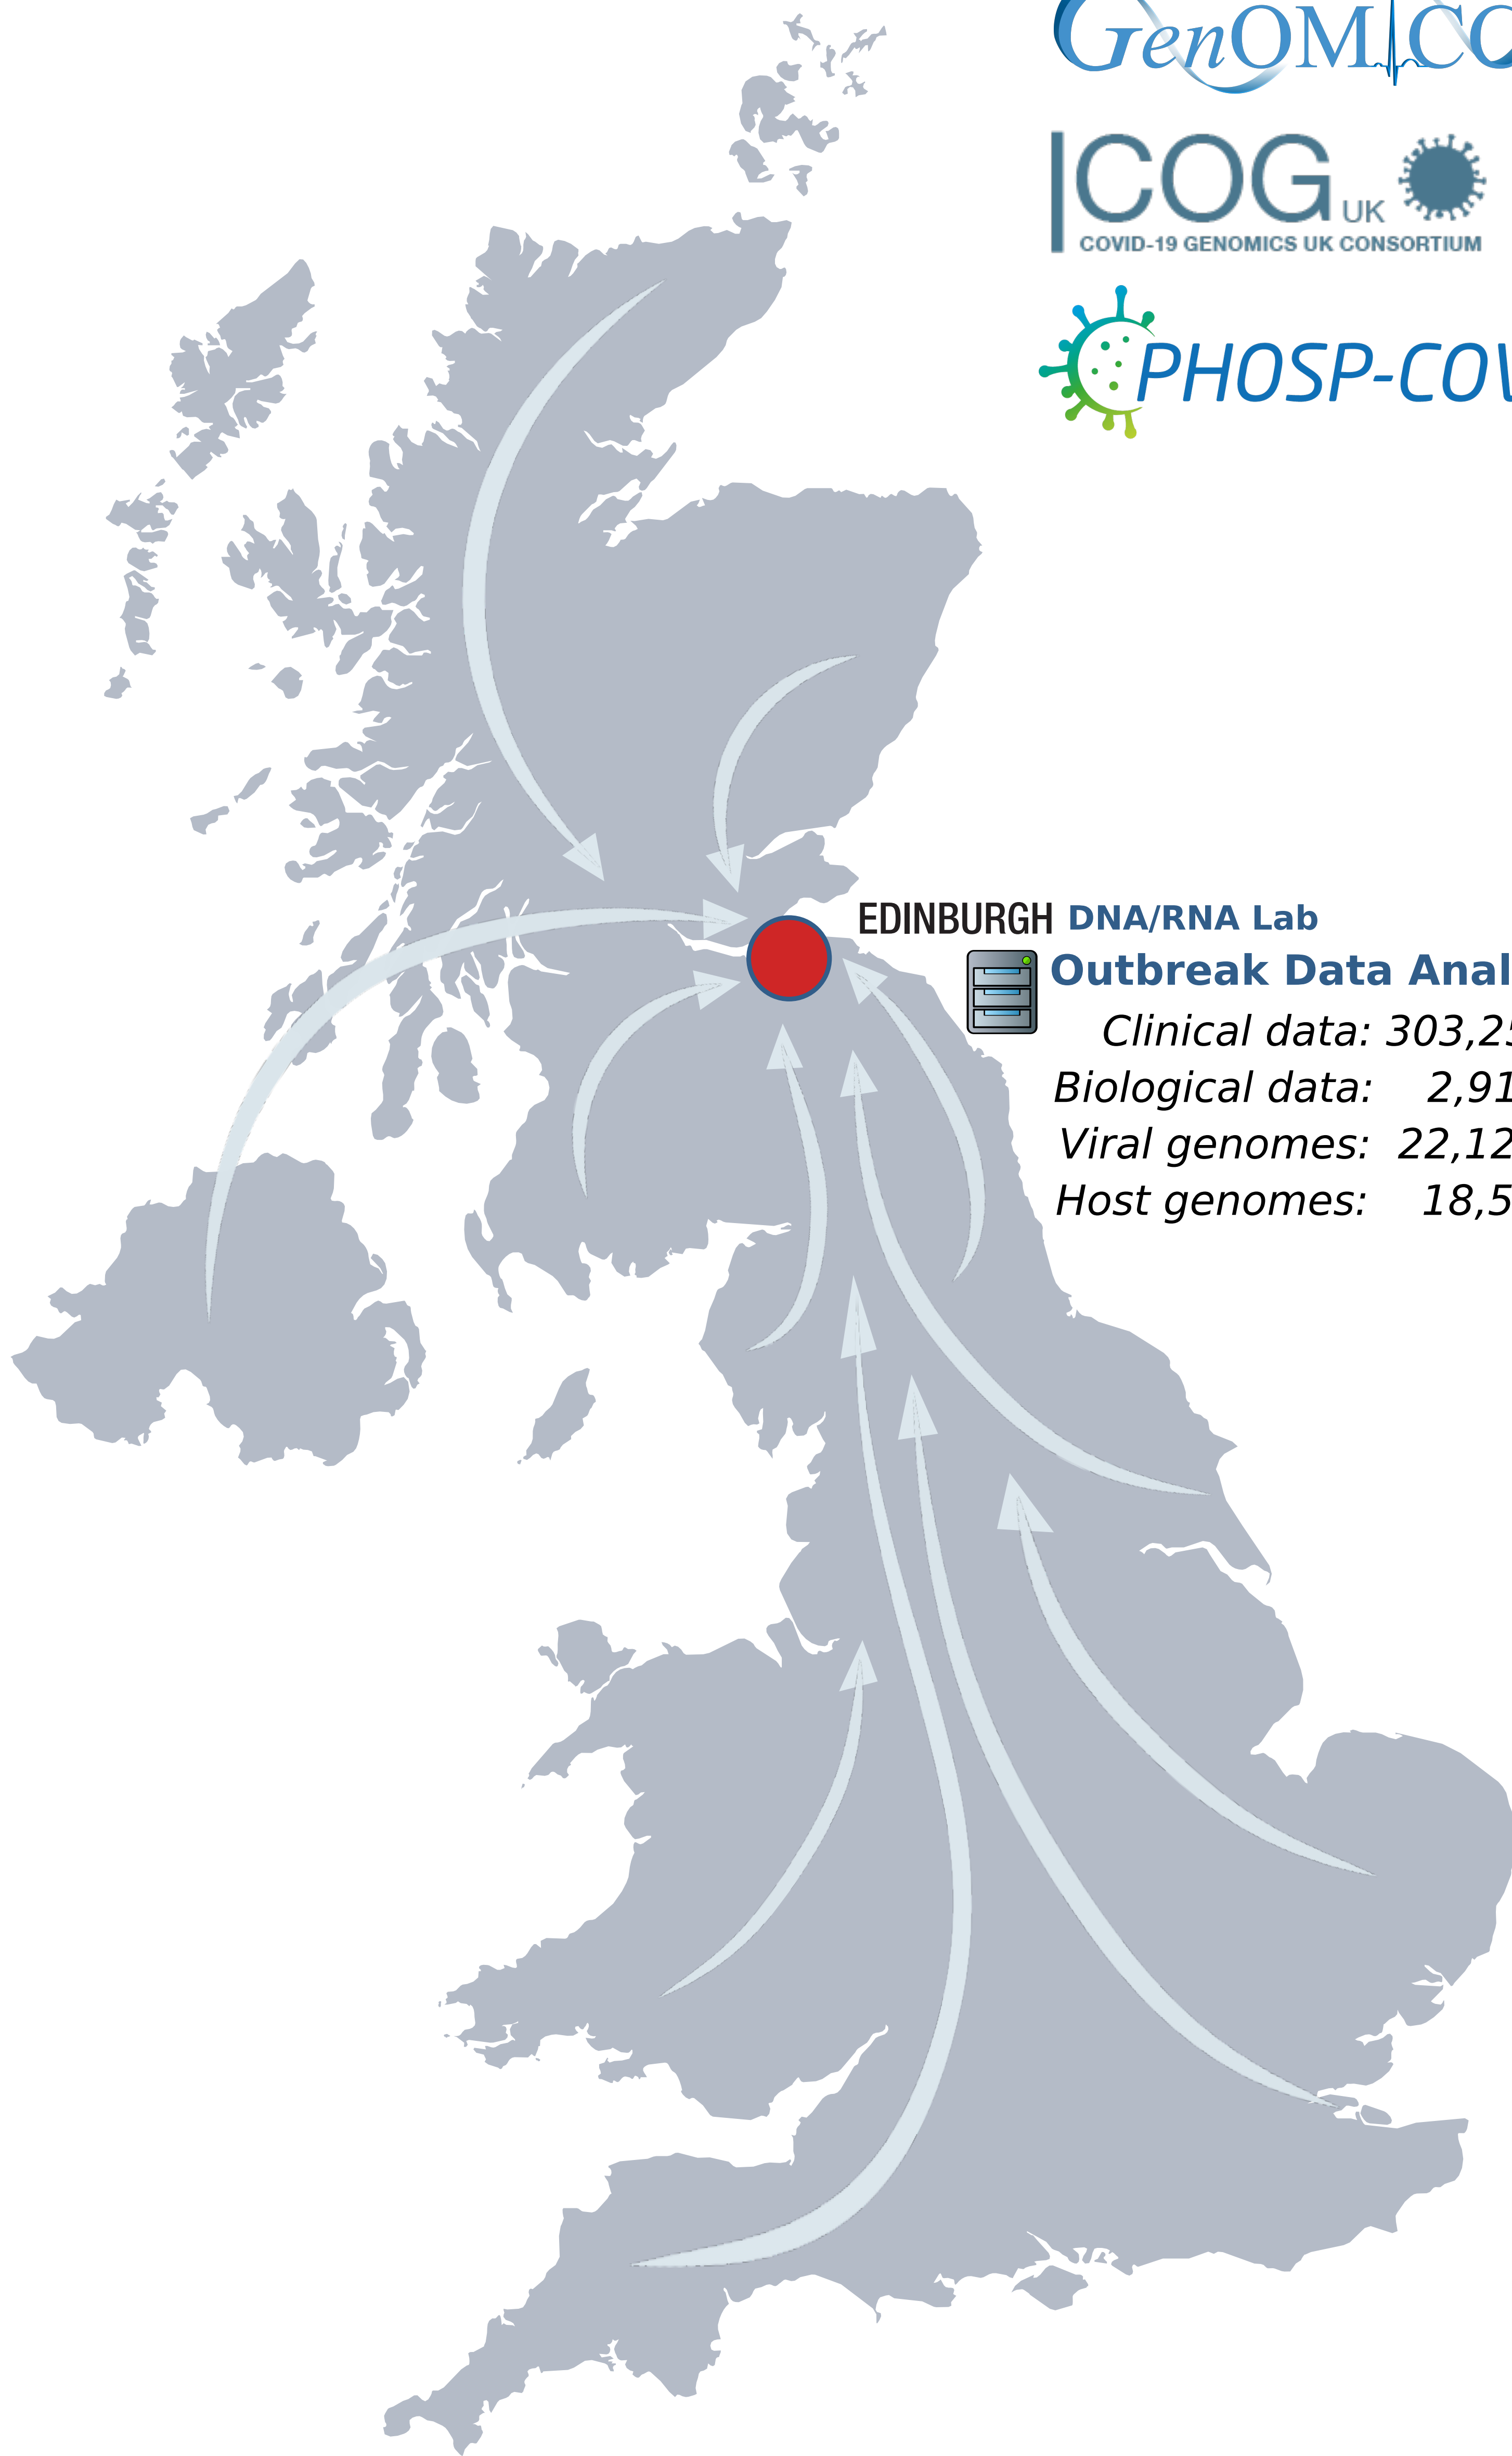 GenOMICC
COG UK
COVID-19 GENOMICS UK CONSORTIUM
PHOSP-COV
EDINBURGH DNA/RNA Lab
Outbreak Data Anal
Clinical data: 303,25
Biological data: 2,91
Viral genomes: 22,12
Host genomes: 18,5